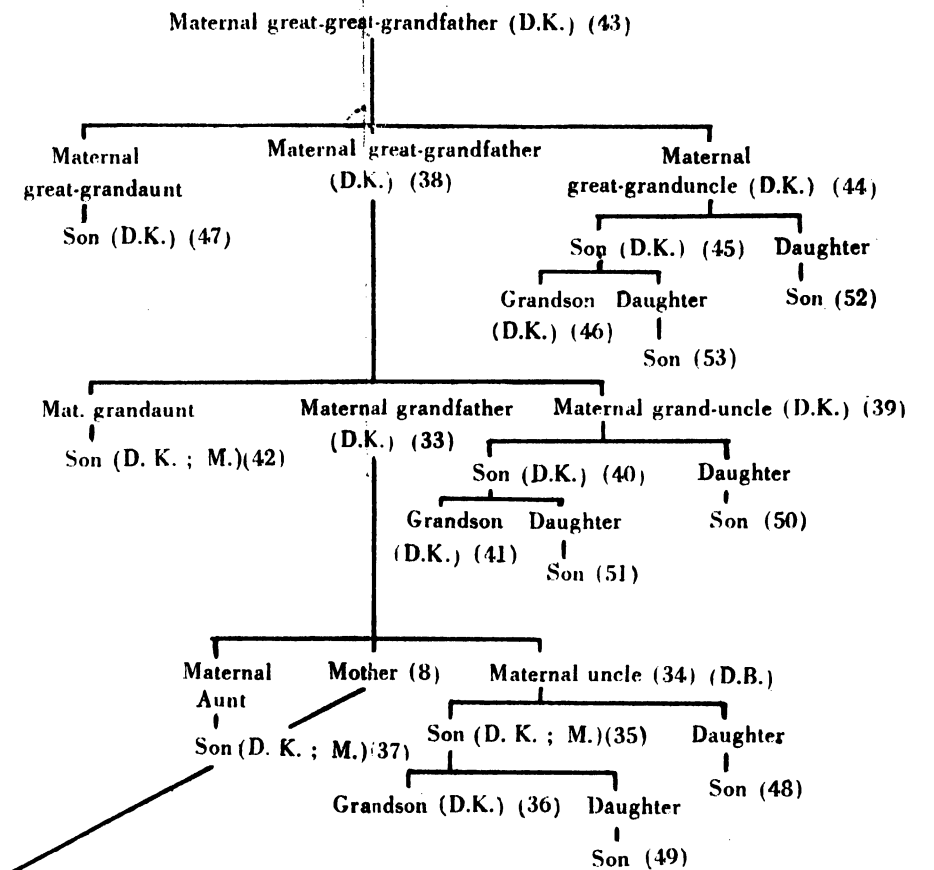 Maternal great-great-grandfather (D.K.) (43)
Maternal great-grandaunt
Son (D.K.) (47)
Maternal great-grandfather
(D.K.) (38)
Maternal
great-granduncle (D.K.) (44)
Son (D.K.) (45)
Daughter
Son (52)
Grandson
(D.K.) (46)
Daughter
Son (53)
Mat. grandaunt
Son (D. K. ; M.)(42)
Maternal grandfather
(D.K.) (33)
Maternal grand-uncle (D.K.) (39)
Son (D.K.) (40)
Daughter
Son (50)
Grandson
(D.K.) (41)
Daughter
Son (51)
Maternal
Aunt
Son (D. K. ; M.)(37)
Mother (8)
Maternal uncle (34) (D.B.)
Son (D. K. ; M.)(35)
Daughter
Son (48)
Grandson (D.K.) (36)
Daughter
Son (49)